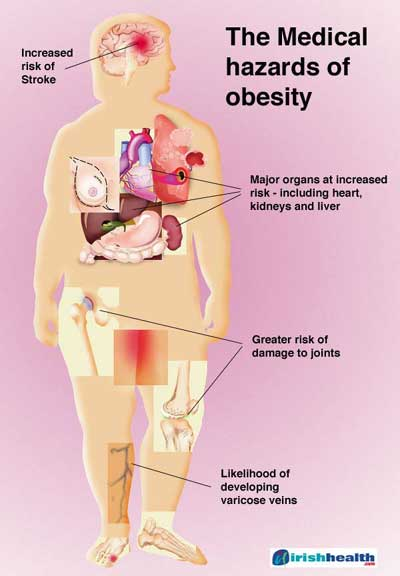 The Medical
hazards of
obesity
Increased
risk of
Stroke
Major organs at increased
risk - including heart,
kidneys and liver
Greater risk of
damage to joints
Likelihood of
developing
varicose veins
irishhealth
.com